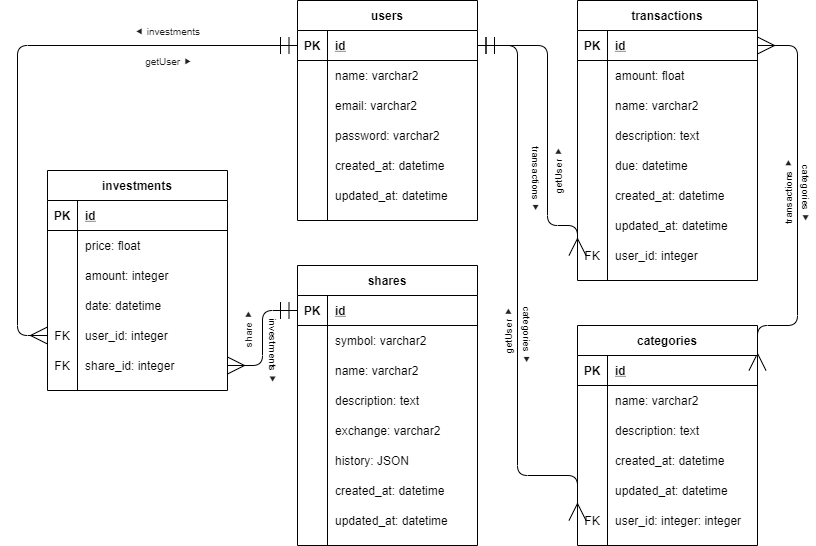 users
PK id
name: varchar2
email: varchar2
password: varchar2
created_at: datetime
updated_at: datetime
transactions
PK id
amount: float
name: varchar2
description: text
due: datetime
created_at: datetime
updated_at: datetime
FK user_id: integer
◄ investments
getUser ►
transactions ►
getUser ►
transactions ►
categories ►
investments
PK id
price: float
amount: integer
date: datetime
FK user_id: integer
FK share_id: integer
share ►
investments ►
shares
PK id
symbol: varchar2
name: varchar2
description: text
exchange: varchar2
history: JSON
created_at: datetime
updated_at: datetime
getUser ►
categories ►
categories
PK id
name: varchar2
description: text
created_at: datetime
updated_at: datetime
FK user_id: integer: integer